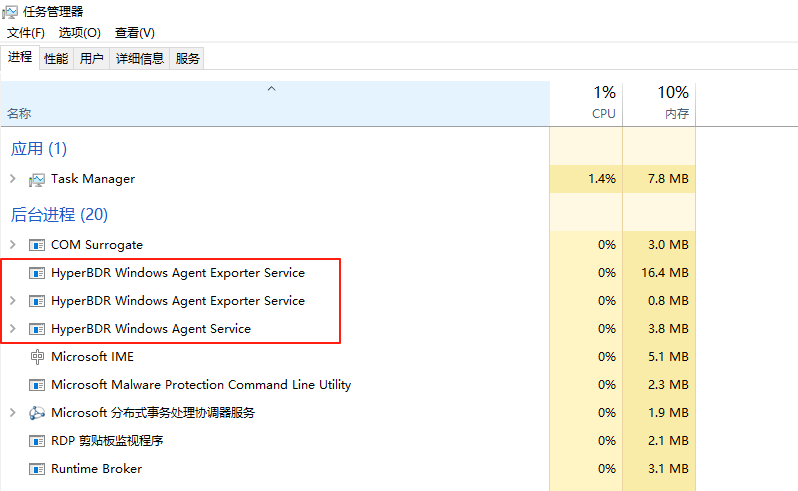 任务管理器
文件(F) 选项(O) 查看(V)
进程 性能 用户 详细信息 服务
1% 10%
名称 CPU 内存
应用 (1)
Task Manager 1.4% 7.8 MB
后台进程 (20)
COM Surrogate 0% 3.0 MB
HyperBDR Windows Agent Exporter Service 0% 16.4 MB
HyperBDR Windows Agent Exporter Service 0% 0.8 MB
HyperBDR Windows Agent Service 0% 3.8 MB
Microsoft IME 0% 5.1 MB
Microsoft Malware Protection Command Line Utility 0% 2.3 MB
Microsoft 分布式事务处理协调器服务 0% 1.9 MB
RDP 剪贴板监视程序 0% 2.1 MB
Runtime Broker 0% 3.1 MB